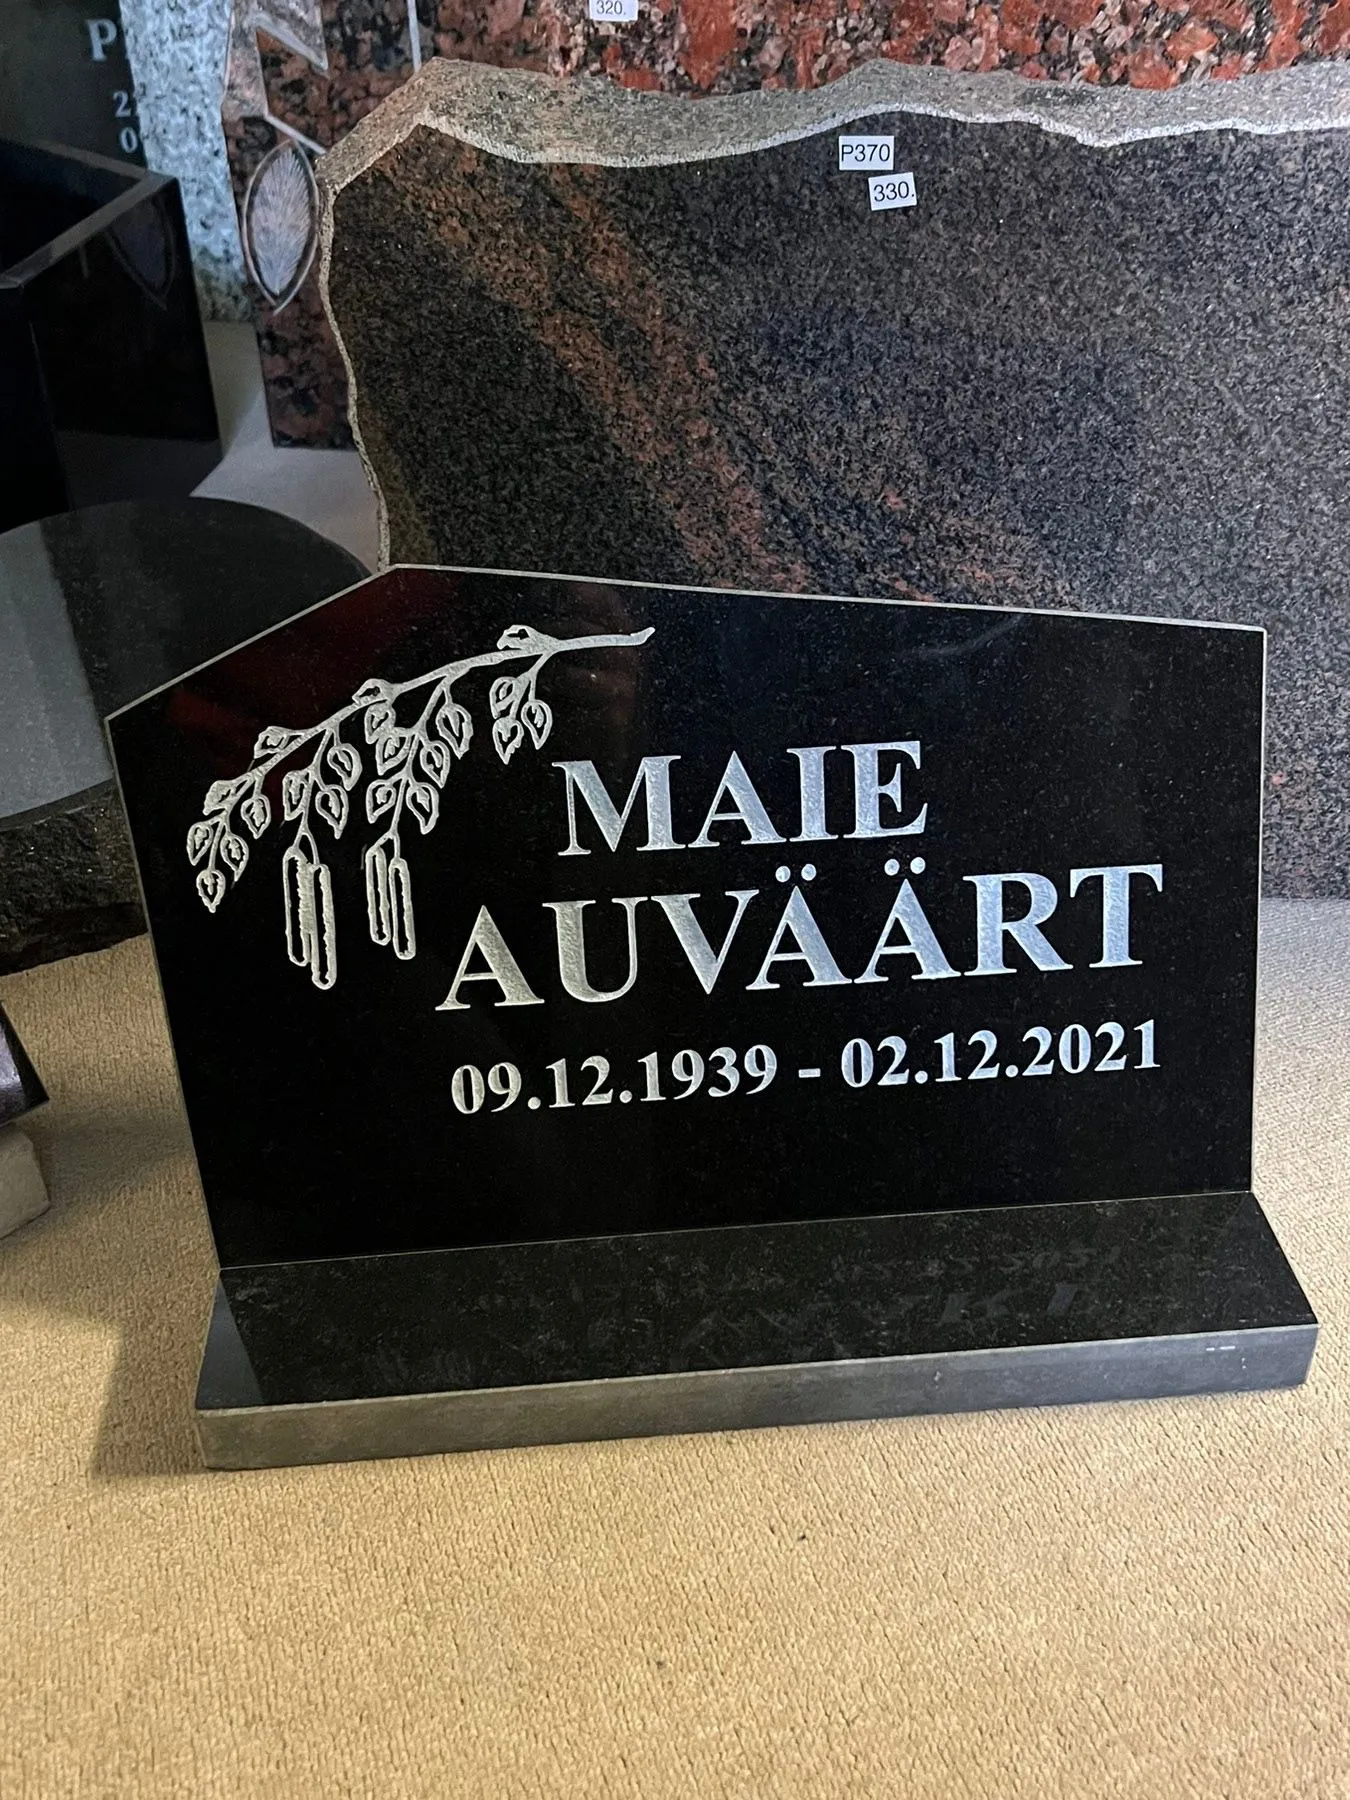 320.
P370
330.
MAIE
AUVÄÄRT
09.12.1939 - 02.12.2021